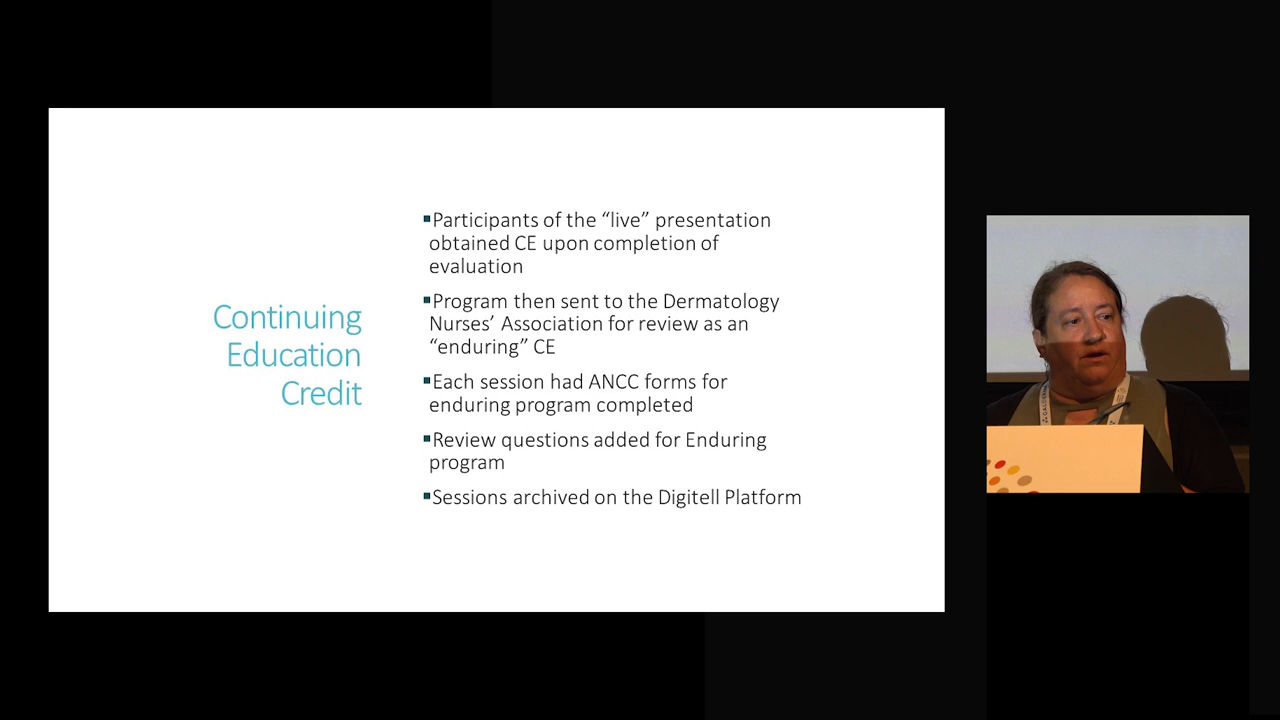 Continuing
Education
Credit
▪Participants of the “live” presentation
obtained CE upon completion of
evaluation
▪Program then sent to the Dermatology
Nurses’ Association for review as an
“enduring” CE
▪Each session had ANCC forms for
enduring program completed
▪Review questions added for Enduring
program
▪Sessions archived on the Digitell Platform